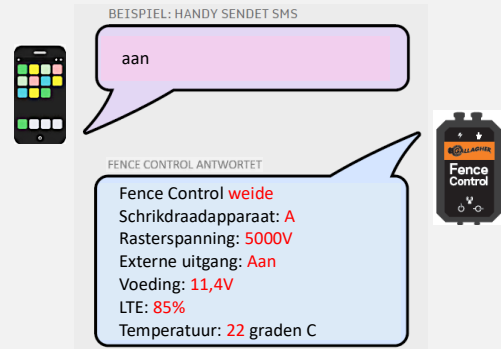 BEISPIEL: HANDY SENDET SMS
aan
FENCE CONTROL ANTWORTET
Fence Control weide
Schrikdraadapparaat: A
Rasterspanning: 5000V
Externe uitgang: Aan
Voeding: 11,4V
LTE: 85%
Temperatuur: 22 graden C
GALLAGHER
Fence
Control